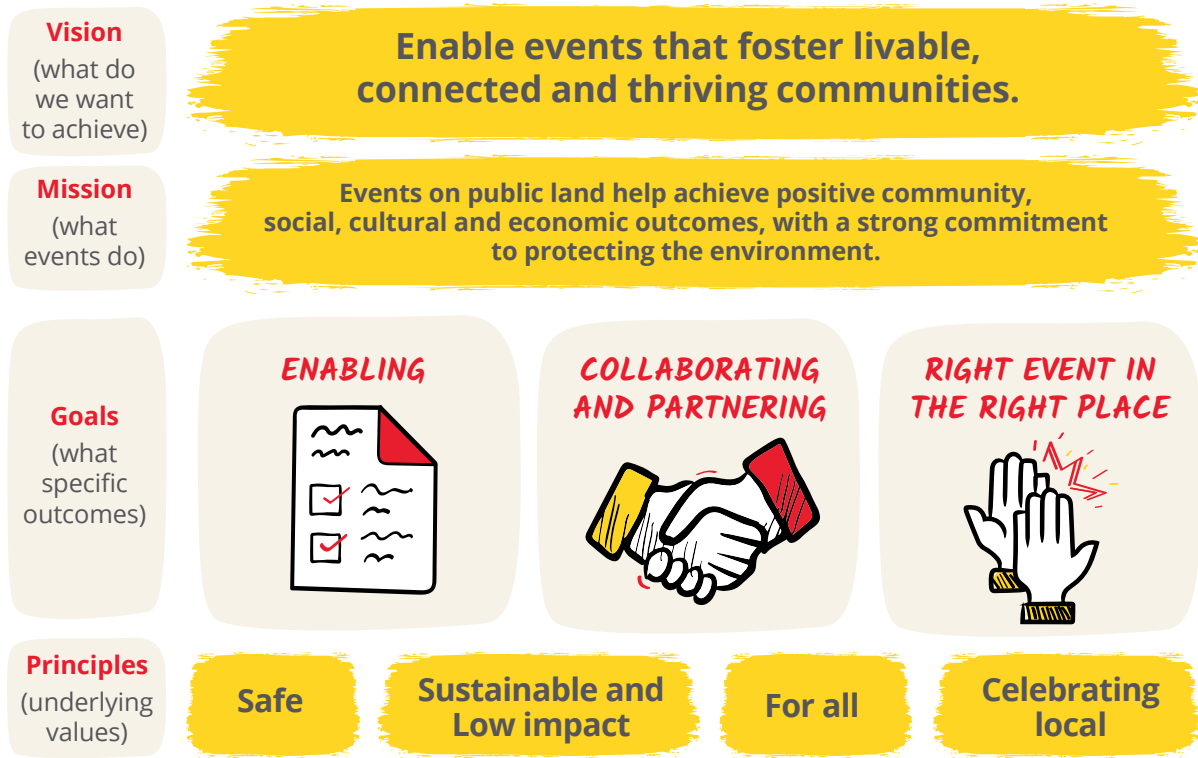 Vision
(what do
we want
to achieve)
Enable events that foster livable,
connected and thriving communities.
Mission
(what
events do)
Events on public land help achieve positive community,
social, cultural and economic outcomes, with a strong commitment
to protecting the environment.
Goals
(what
specific
outcomes)
ENABLING
COLLABORATING
AND PARTNERING
RIGHT EVENT IN
THE RIGHT PLACE
Principles
(underlying
values)
Safe
Sustainable and
Low impact
For all
Celebrating
local